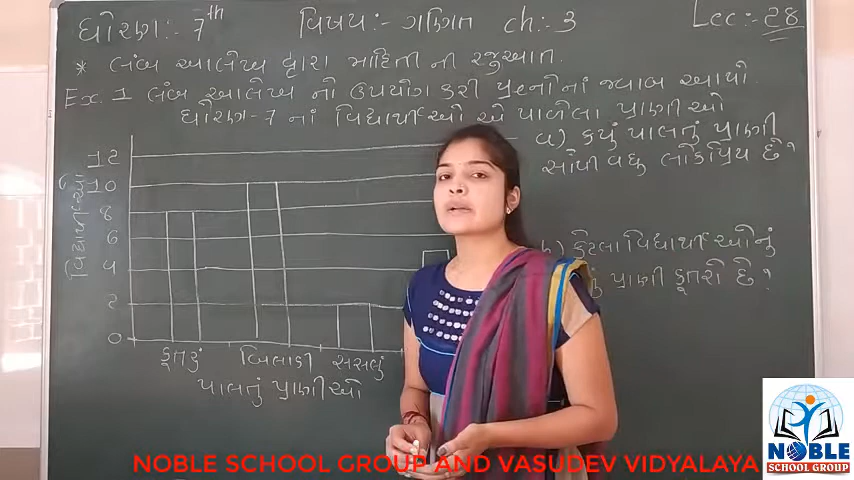 ધોરણ:- 7th વિષય:- ગણિત ch:- 3 Lec:- 28
* લંબ આલેખ દ્વારા માહિતી ની રજુઆત.
Ex. 1 લંબ આલેખ નો ઉપયોગ કરી પ્રશ્નોનાં જવાબ આપો.
ધોરણ-7 નાં વિદ્યાર્થીઓ એ પાળેલા પ્રાણીઓ
a) કયું પાલતું પ્રાણી
સૌથી વધુ લોકપ્રિય છે?
b) કેટલા વિદ્યાર્થીઓનું
પ્રાણી કૂતરો છે?
12
10
8
6
4
2
0
કૂતરું બિલાડી સસલું
પાલતું પ્રાણીઓ
NOBLE SCHOOL GROUP AND VASUDEV VIDYALAYA
NOBLE
SCHOOL GROUP